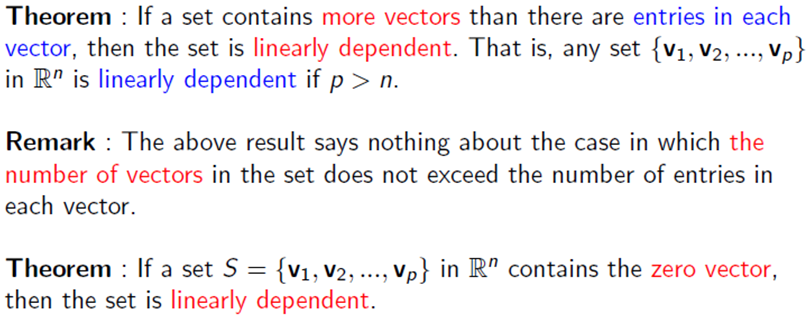 Theorem : If a set contains more vectors than there are entries in each
vector, then the set is linearly dependent. That is, any set {v₁, v₂, ..., vₚ}
in ℝⁿ is linearly dependent if p > n.
Remark : The above result says nothing about the case in which the
number of vectors in the set does not exceed the number of entries in
each vector.
Theorem : If a set S = {v₁, v₂, ..., vₚ} in ℝⁿ contains the zero vector,
then the set is linearly dependent.